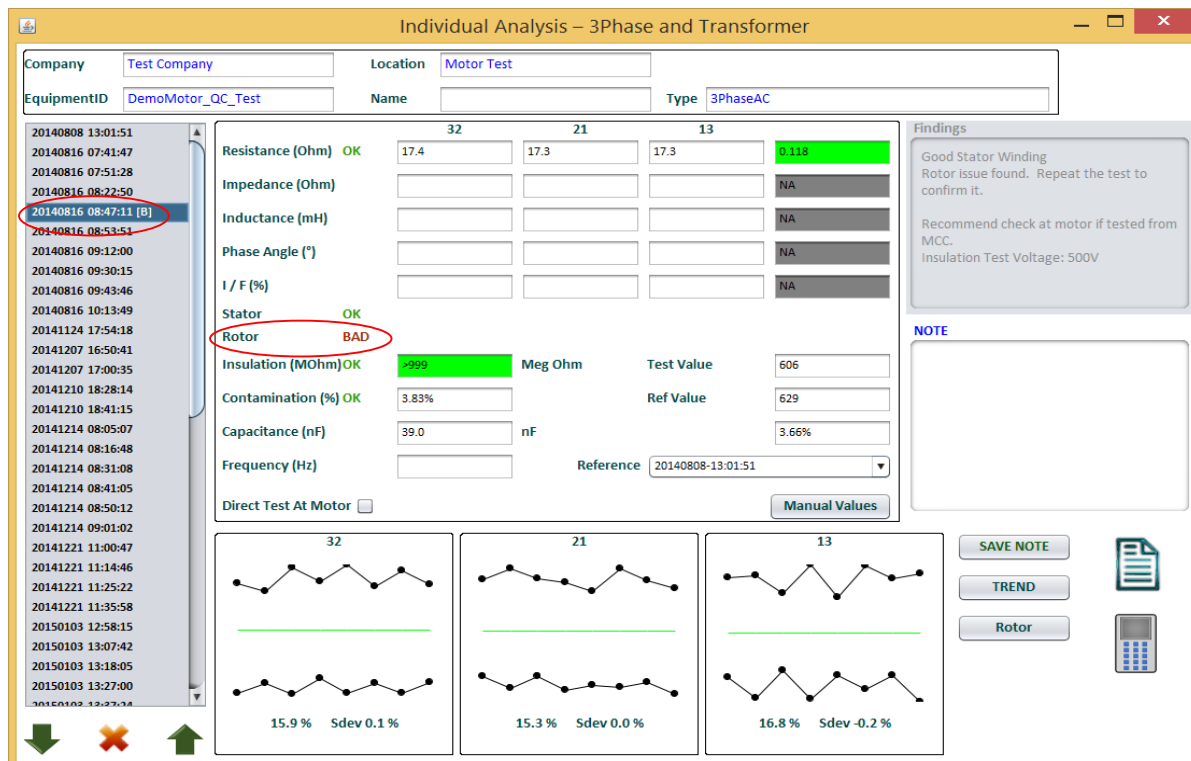 Individual Analysis – 3Phase and Transformer
Company Test Company Location Motor Test
EquipmentID DemoMotor_QC_Test Name Type 3PhaseAC
20140808 13:01:51
20140816 07:41:47
20140816 07:51:28
20140816 08:22:50
20140816 08:47:11 [B]
20140816 08:53:51
20140816 09:12:00
20140816 09:30:15
20140816 09:43:46
20140816 10:13:49
20141124 17:54:18
20141207 16:50:41
20141207 17:00:35
20141210 18:28:14
20141210 18:41:15
20141214 08:05:07
20141214 08:16:48
20141214 08:31:08
20141214 08:41:05
20141214 08:50:12
20141214 09:01:02
20141221 11:00:47
20141221 11:14:46
20141221 11:25:22
20141221 11:35:58
20150103 12:58:15
20150103 13:07:42
20150103 13:18:05
20150103 13:27:00
20150103 13:37:24
32 21 13
Resistance (Ohm) OK 17.4 17.3 17.3 0.118
Impedance (Ohm) NA
Inductance (mH) NA
Phase Angle (°) NA
I / F (%) NA
Stator OK
Rotor BAD
Insulation (MOhm) OK >999 Meg Ohm Test Value 606
Contamination (%) OK 3.83% Ref Value 629
Capacitance (nF) 39.0 nF 3.66%
Frequency (Hz) Reference 20140808-13:01:51
Direct Test At Motor Manual Values
Findings
Good Stator Winding
Rotor issue found. Repeat the test to
confirm it.
Recommend check at motor if tested from
MCC.
Insulation Test Voltage: 500V
NOTE
32 21 13
15.9 % Sdev 0.1 % 15.3 % Sdev 0.0 % 16.8 % Sdev -0.2 %
SAVE NOTE
TREND
Rotor